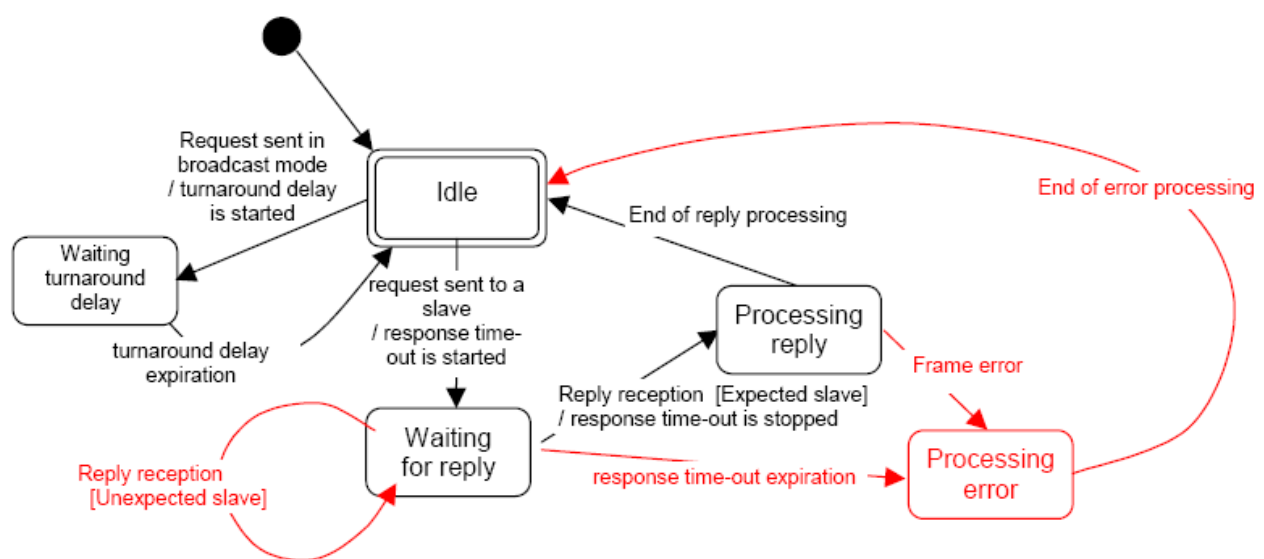 Request sent in
broadcast mode
/ turnaround delay
is started
Idle
End of error processing
End of reply processing
Waiting
turnaround
delay
request sent to a
slave
/ response time-
out is started
Processing
reply
turnaround delay
expiration
Frame error
Reply reception [Expected slave]
/ response time-out is stopped
Waiting
for reply
Reply reception
[Unexpected slave]
response time-out expiration
Processing
error